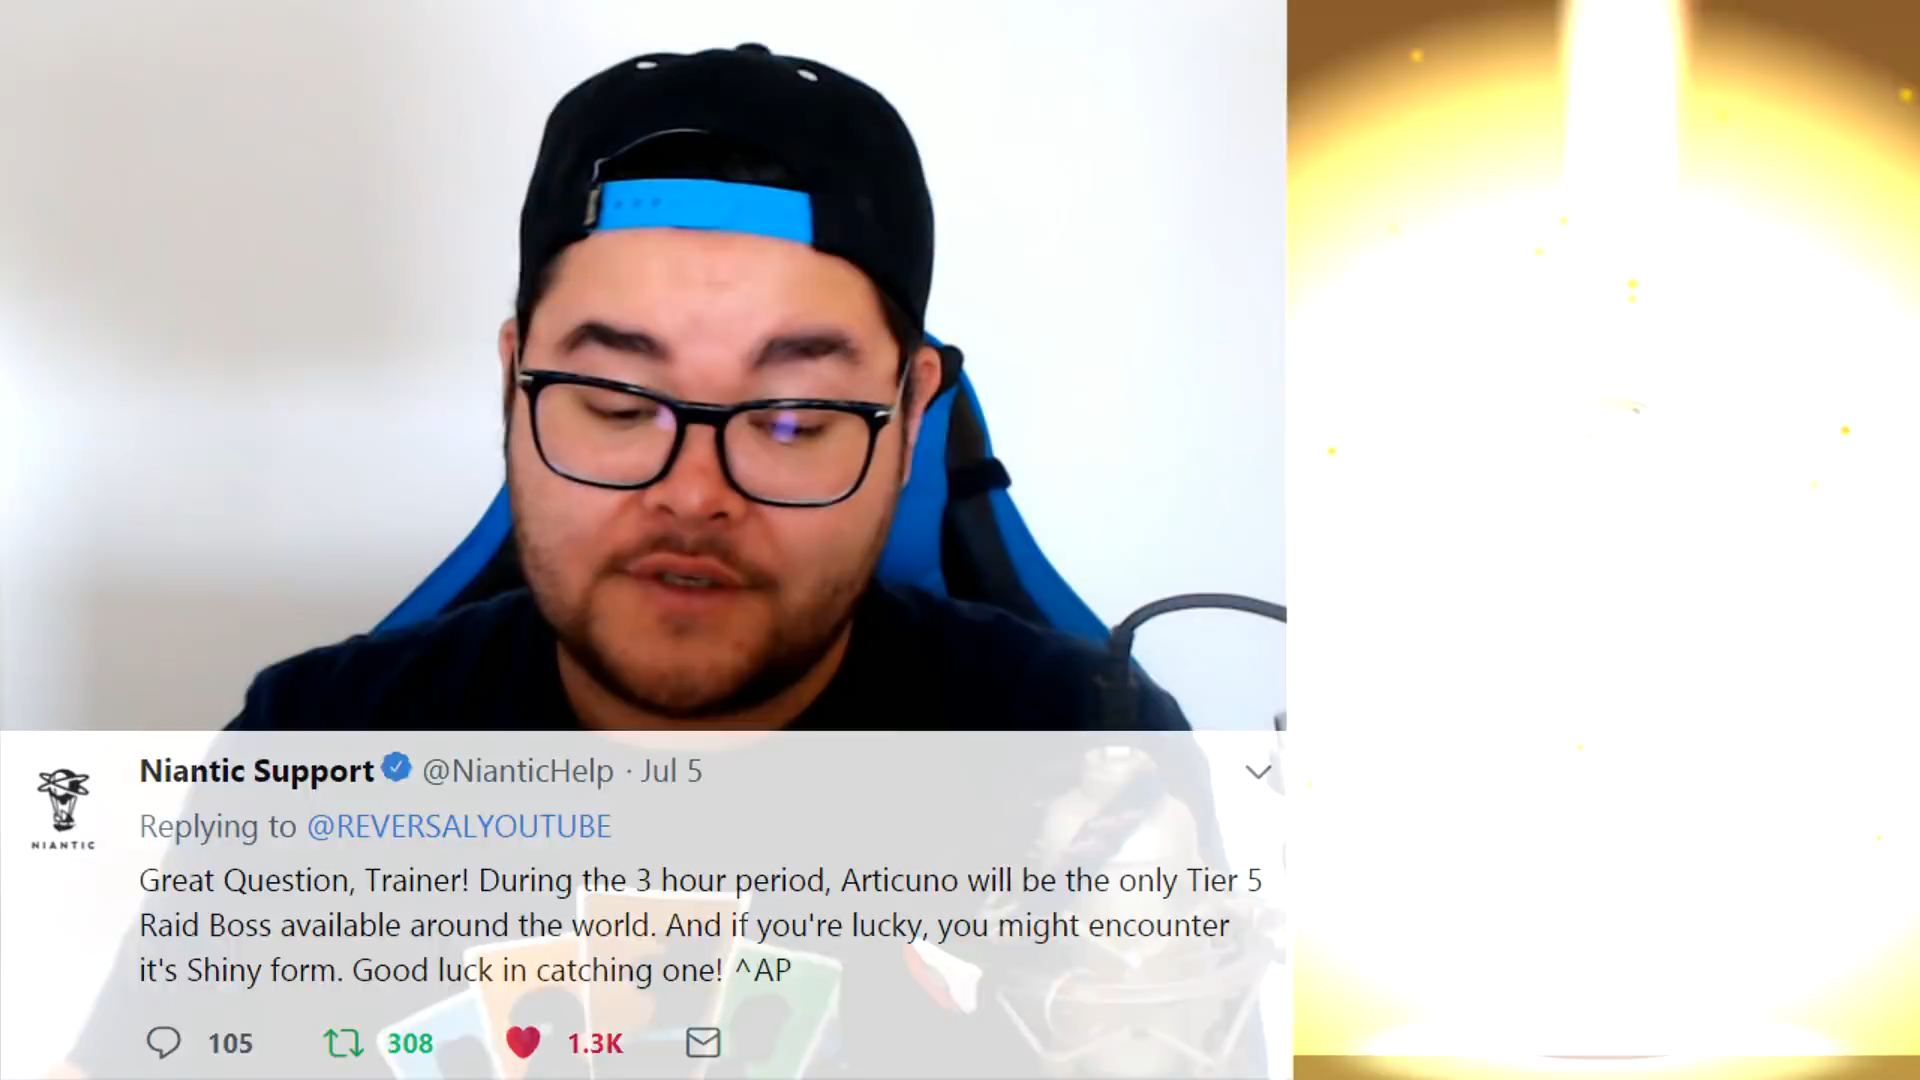 Niantic Support @NianticHelp · Jul 5
Replying to @REVERSALYOUTUBE
NIANTIC
Great Question, Trainer! During the 3 hour period, Articuno will be the only Tier 5
Raid Boss available around the world. And if you're lucky, you might encounter
it's Shiny form. Good luck in catching one! ^AP
105 308 1.3K